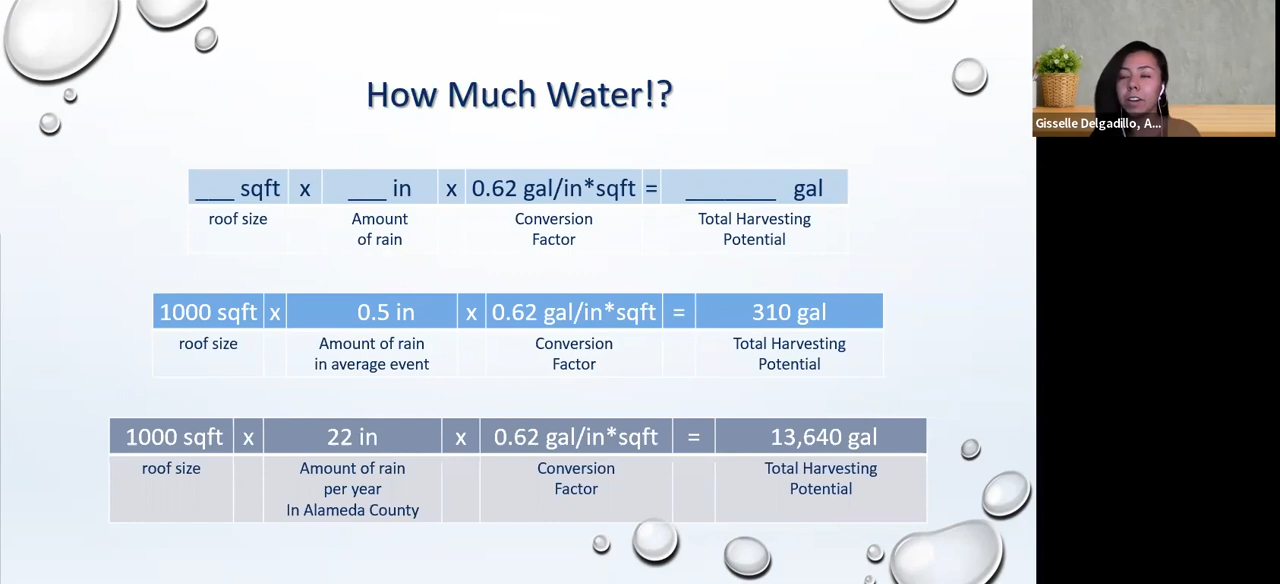 How Much Water!?
___ sqft x ___ in x 0.62 gal/in*sqft = _______ gal
roof size Amount of rain Conversion Factor Total Harvesting Potential
1000 sqft x 0.5 in x 0.62 gal/in*sqft = 310 gal
roof size Amount of rain in average event Conversion Factor Total Harvesting Potential
1000 sqft x 22 in x 0.62 gal/in*sqft = 13,640 gal
roof size Amount of rain per year In Alameda County Conversion Factor Total Harvesting Potential
Gisselle Delgadillo, A...